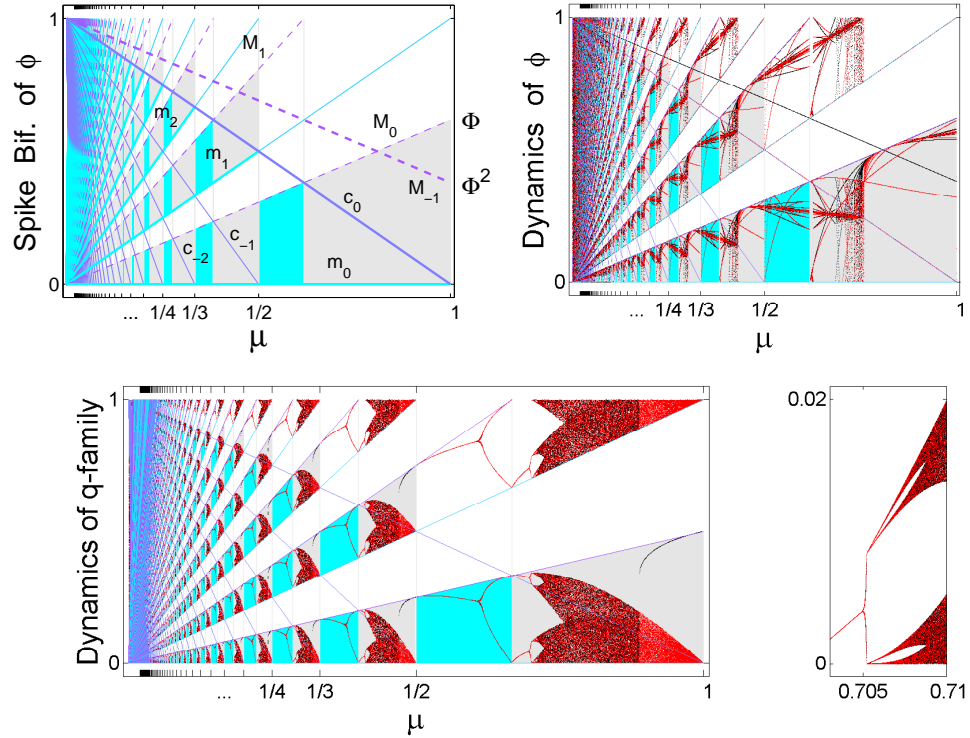 1
Spike Bif. of ϕ
0
M₁
m₂
M₀
Φ
m₁
M₋₁
Φ²
c₀
c₋₁
c₋₂
m₀
... 1/4 1/3 1/2 1
μ
1
Dynamics of ϕ
0
... 1/4 1/3 1/2 1
μ
1
Dynamics of q-family
0
... 1/4 1/3 1/2 1
μ
0.02
0
0.705 0.71